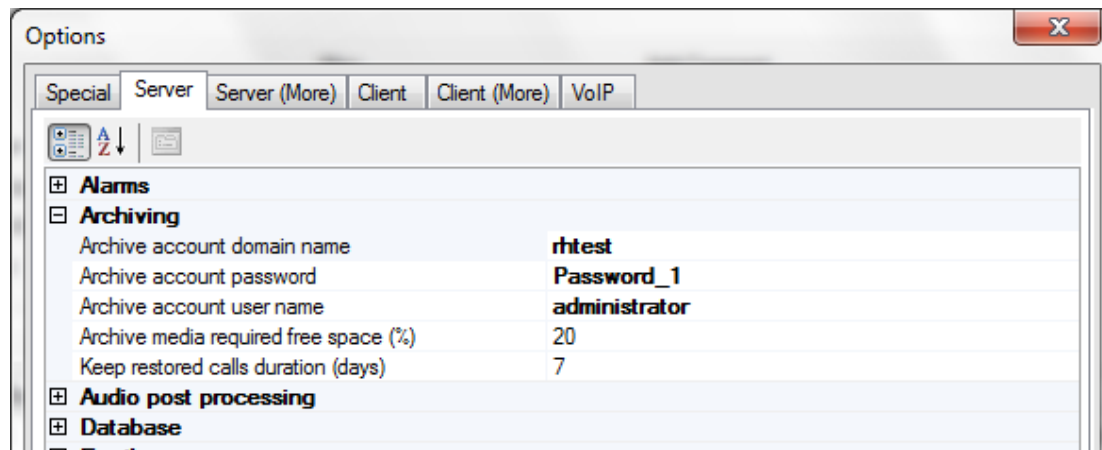 Options
Special Server Server (More) Client Client (More) VoIP
Alarms
Archiving
Archive account domain name rhtest
Archive account password Password_1
Archive account user name administrator
Archive media required free space (%) 20
Keep restored calls duration (days) 7
Audio post processing
Database